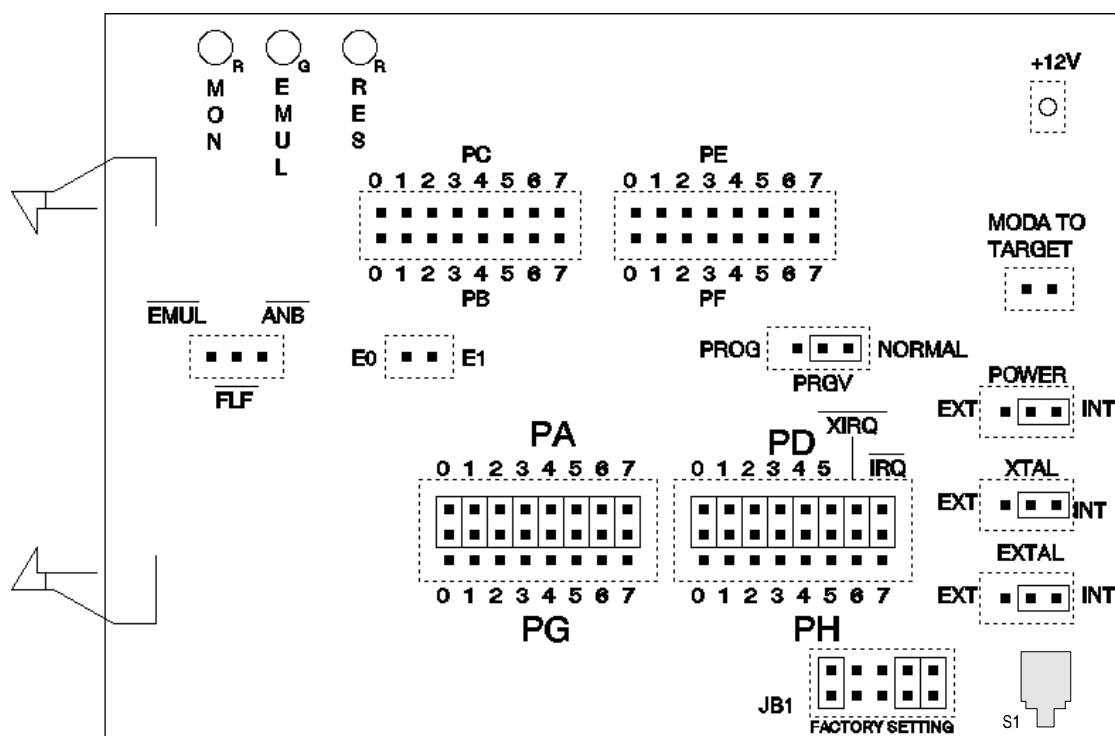 R G R
MON
EMUL
RES
+12V
PC
0 1 2 3 4 5 6 7
0 1 2 3 4 5 6 7
PB
PE
0 1 2 3 4 5 6 7
0 1 2 3 4 5 6 7
PF
MODA TO
TARGET
EMUL ANB
FLF
E0 E1
PROG NORMAL
PRGV
POWER
EXT INT
XTAL
EXT INT
EXTAL
EXT INT
PA
0 1 2 3 4 5 6 7
0 1 2 3 4 5 6 7
PG
PD XIRQ
0 1 2 3 4 5 IRQ
0 1 2 3 4 5 6 7
PH
JB1
FACTORY SETTING
S1